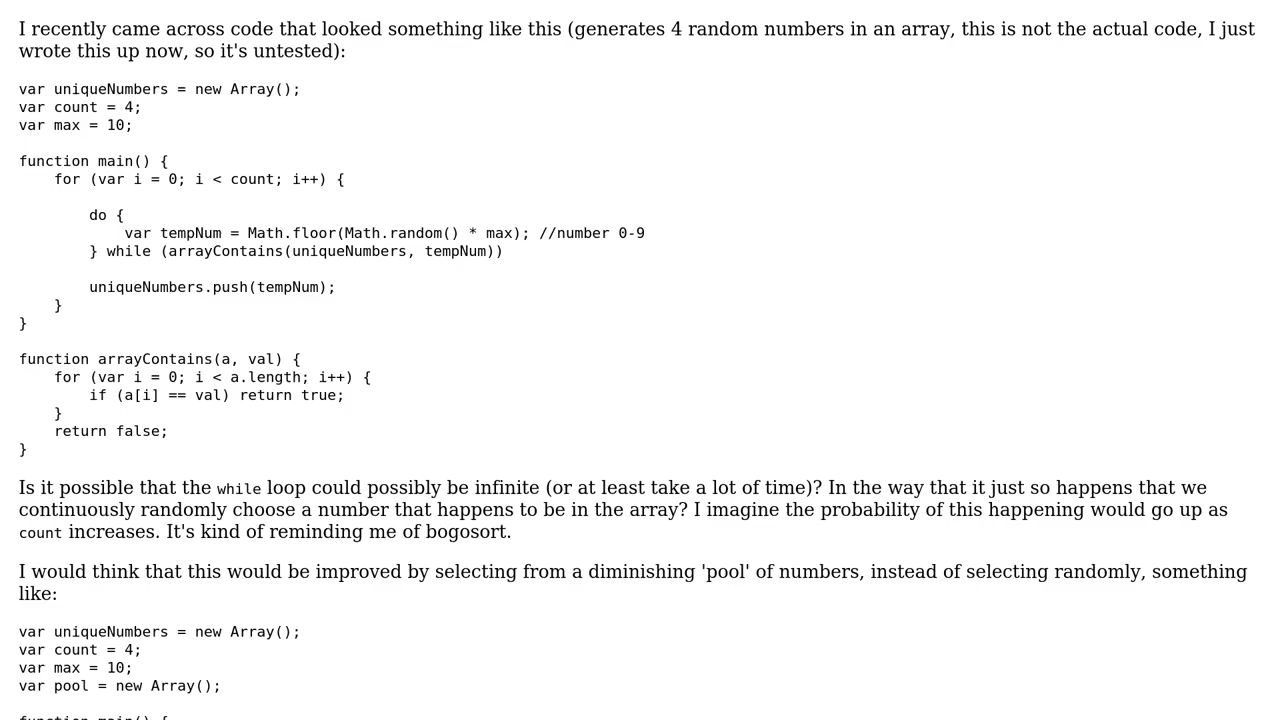 I recently came across code that looked something like this (generates 4 random numbers in an array, this is not the actual code, I just
wrote this up now, so it's untested):
var uniqueNumbers = new Array();
var count = 4;
var max = 10;
function main() {
    for (var i = 0; i < count; i++) {
        do {
            var tempNum = Math.floor(Math.random() * max); //number 0-9
        } while (arrayContains(uniqueNumbers, tempNum))
        uniqueNumbers.push(tempNum);
    }
}
function arrayContains(a, val) {
    for (var i = 0; i < a.length; i++) {
        if (a[i] == val) return true;
    }
    return false;
}
Is it possible that the while loop could possibly be infinite (or at least take a lot of time)? In the way that it just so happens that we
continuously randomly choose a number that happens to be in the array? I imagine the probability of this happening would go up as
count increases. It's kind of reminding me of bogosort.
I would think that this would be improved by selecting from a diminishing 'pool' of numbers, instead of selecting randomly, something
like:
var uniqueNumbers = new Array();
var count = 4;
var max = 10;
var pool = new Array();
function main() {